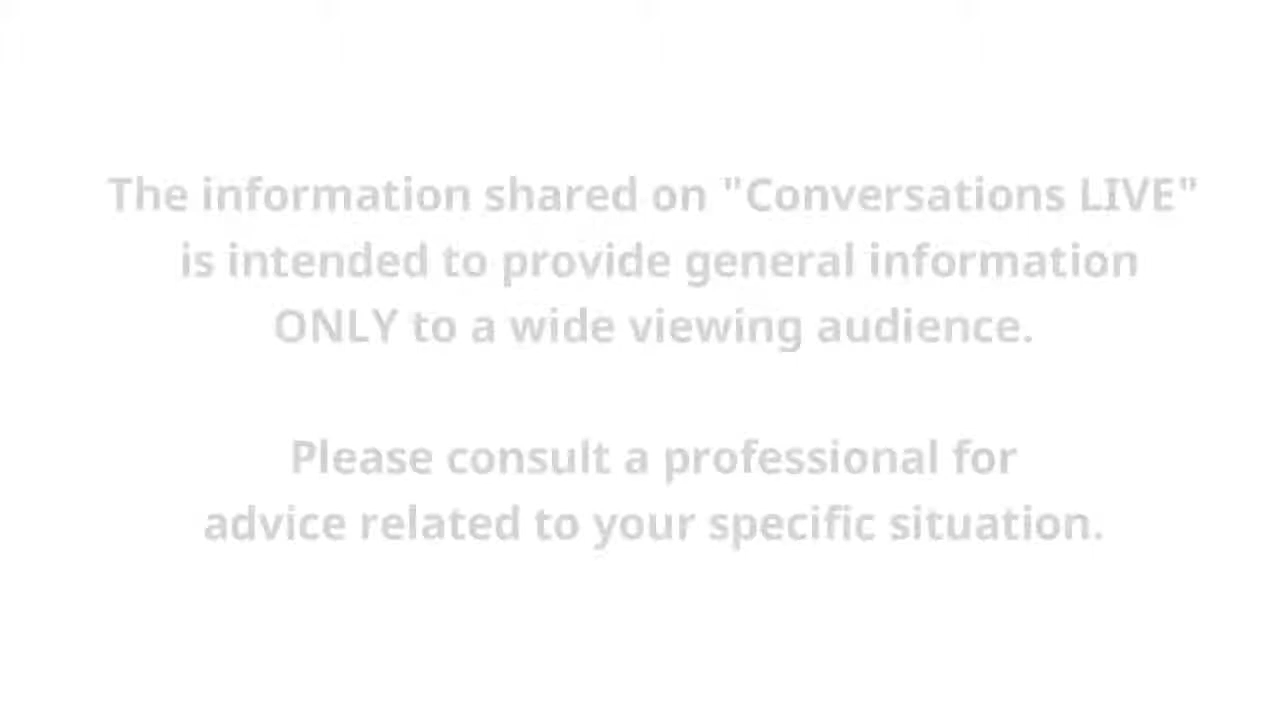 The information shared on "Conversations LIVE"
is intended to provide general information
ONLY to a wide viewing audience.
Please consult a professional for
advice related to your specific situation.